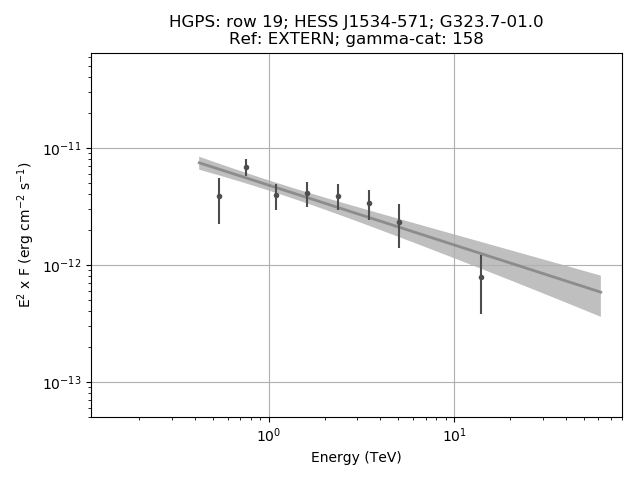 HGPS: row 19; HESS J1534-571; G323.7-01.0
Ref: EXTERN; gamma-cat: 158
10⁻¹¹
10⁻¹²
10⁻¹³
E² x F (erg cm⁻² s⁻¹)
10⁰ 10¹
Energy (TeV)